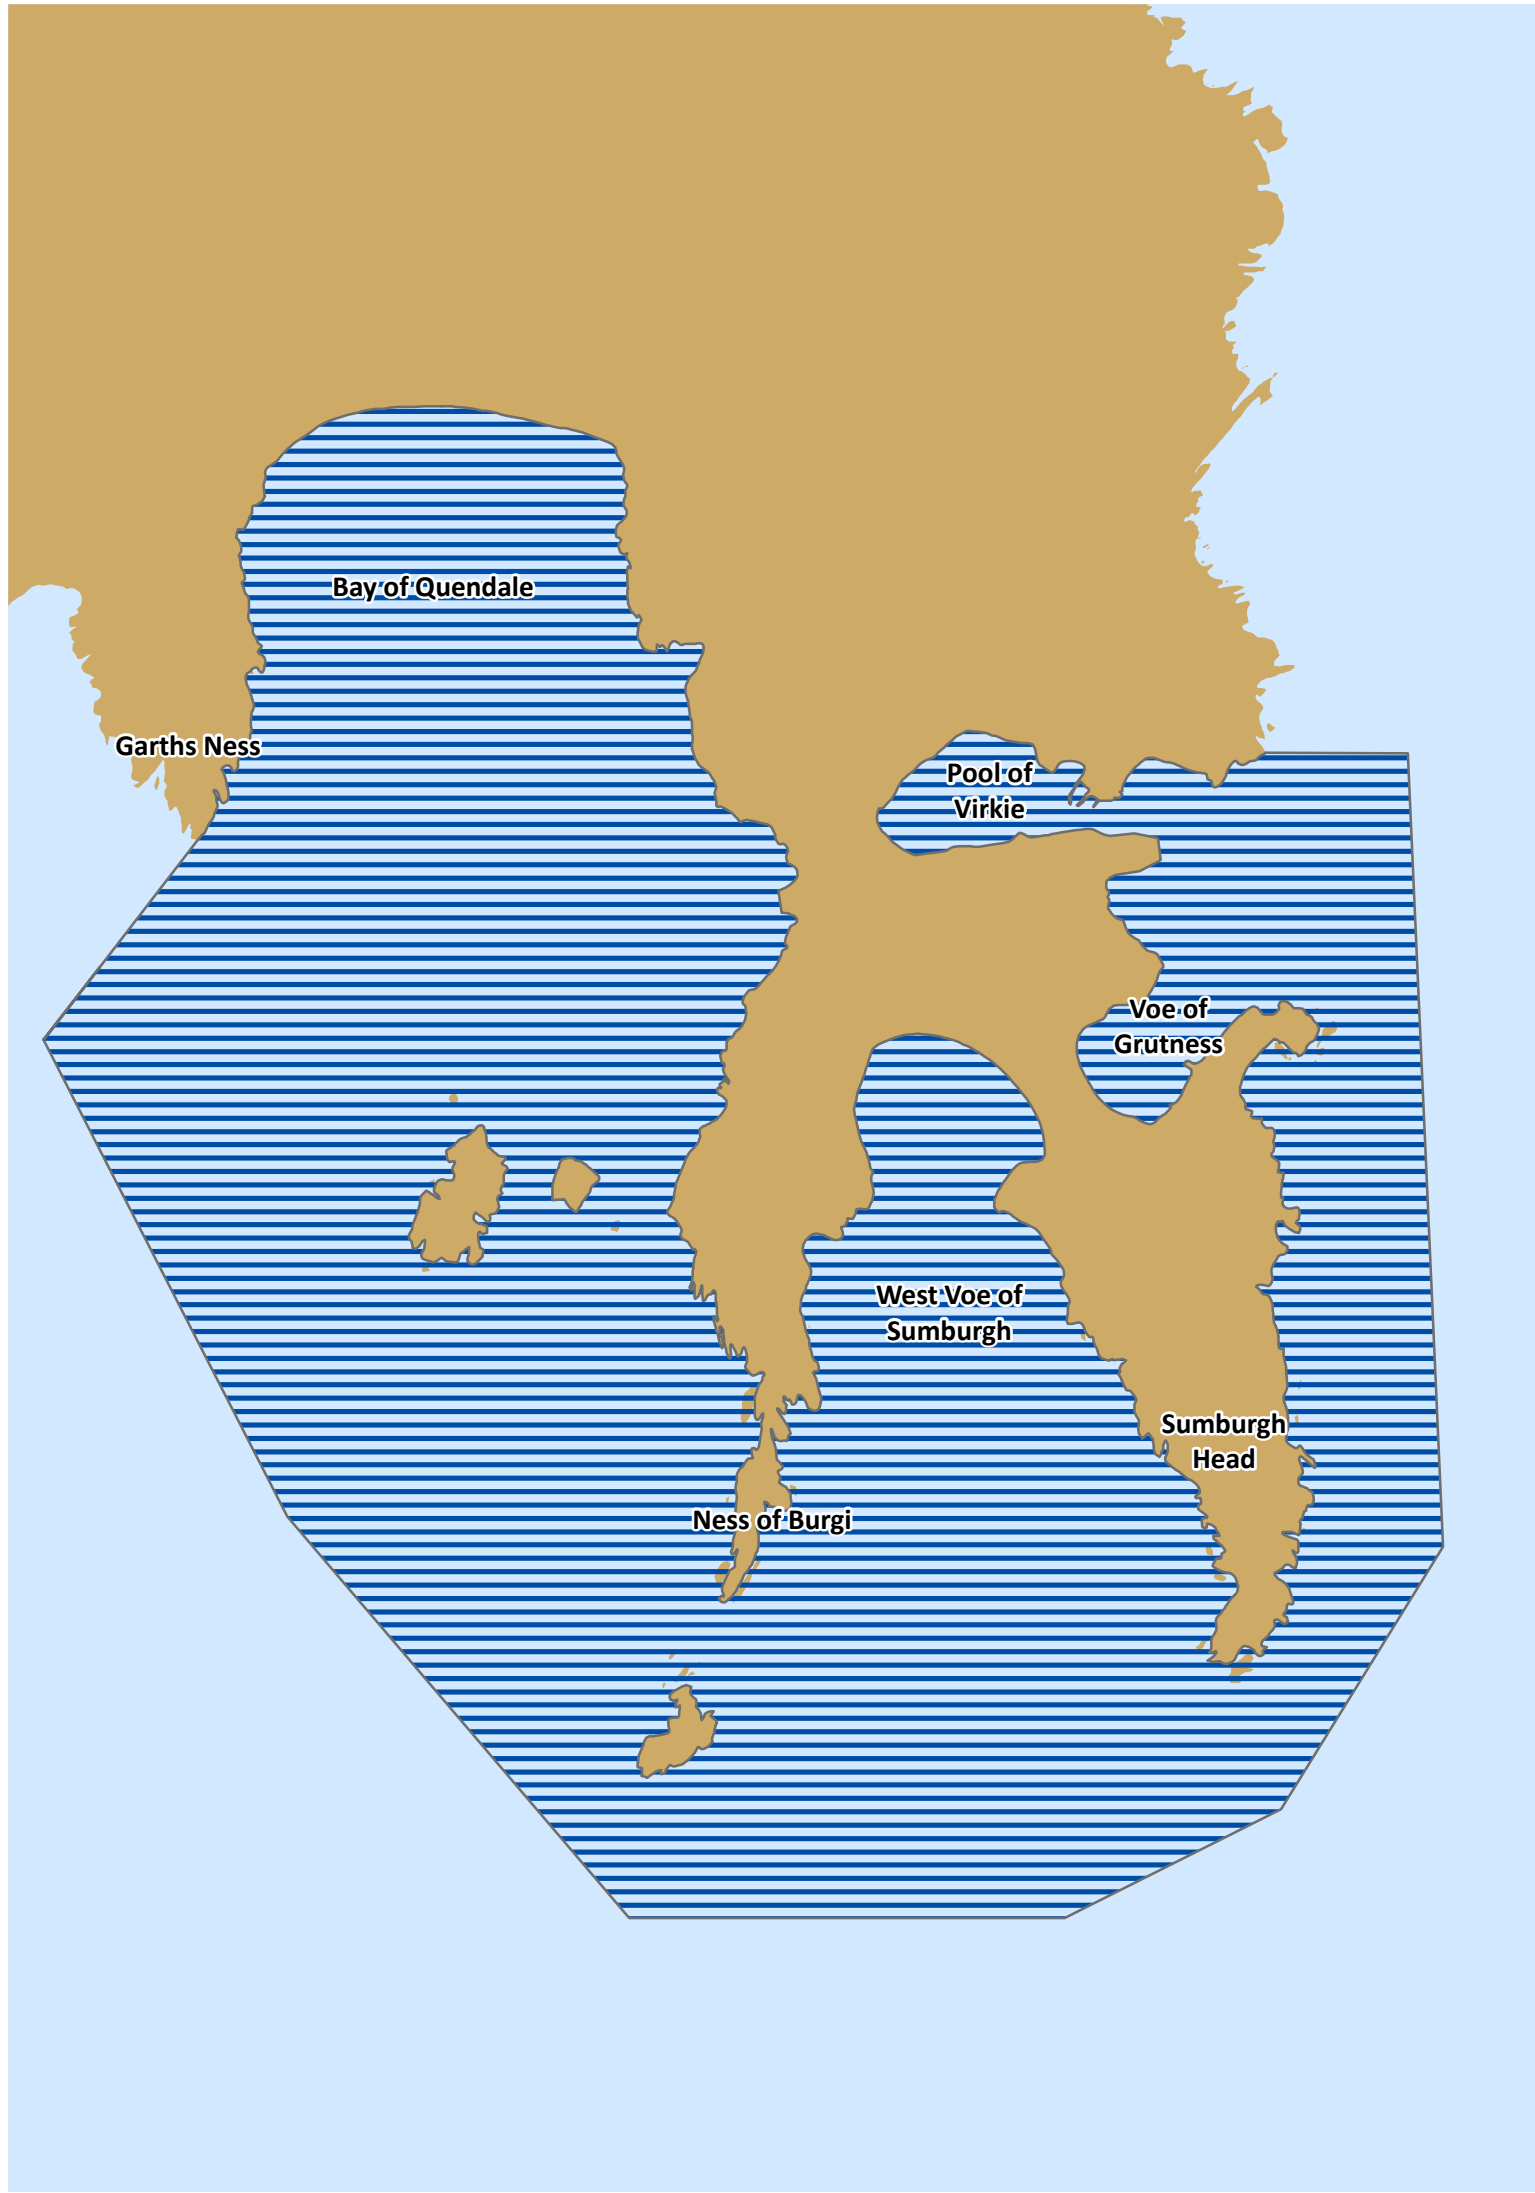 Bay of Quendale
Garths Ness
Pool of
Virkie
Voe of
Grutness
West Voe of
Sumburgh
Sumburgh
Head
Ness of Burgi